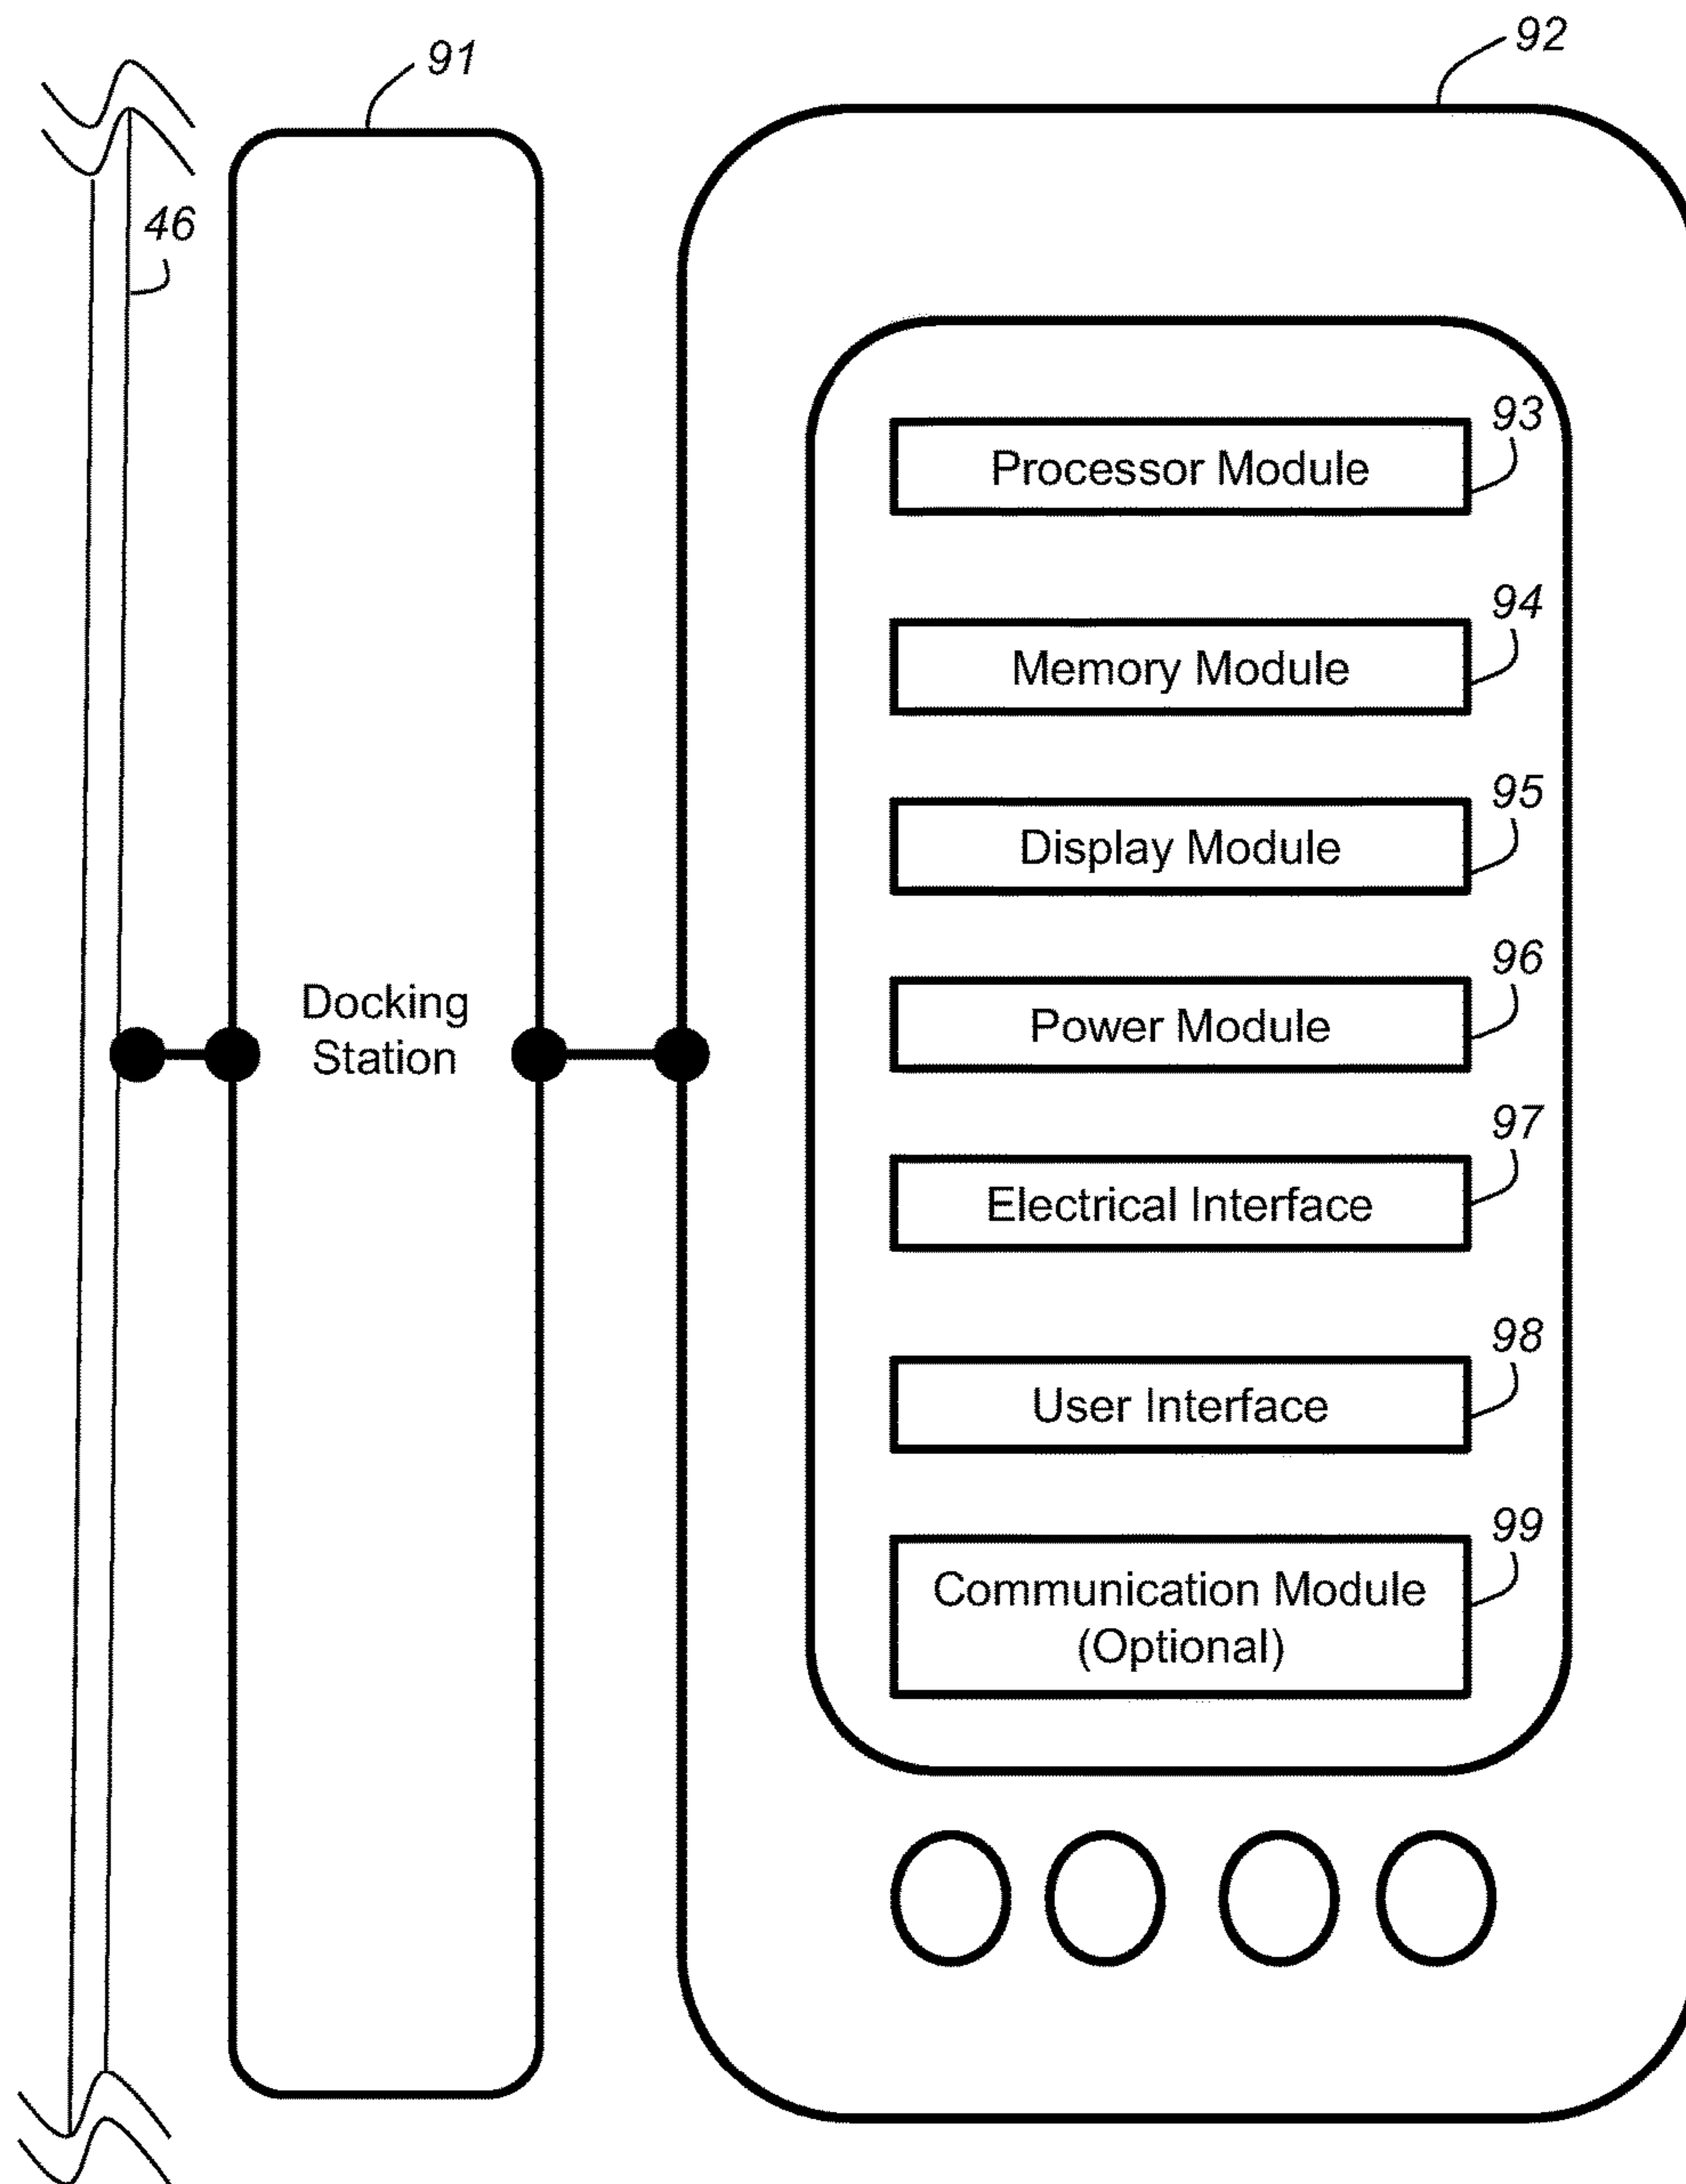 91
92
46
93
Processor Module
94
Memory Module
95
Display Module
96
Docking
Station
Power Module
97
Electrical Interface
98
User Interface
99
Communication Module
(Optional)